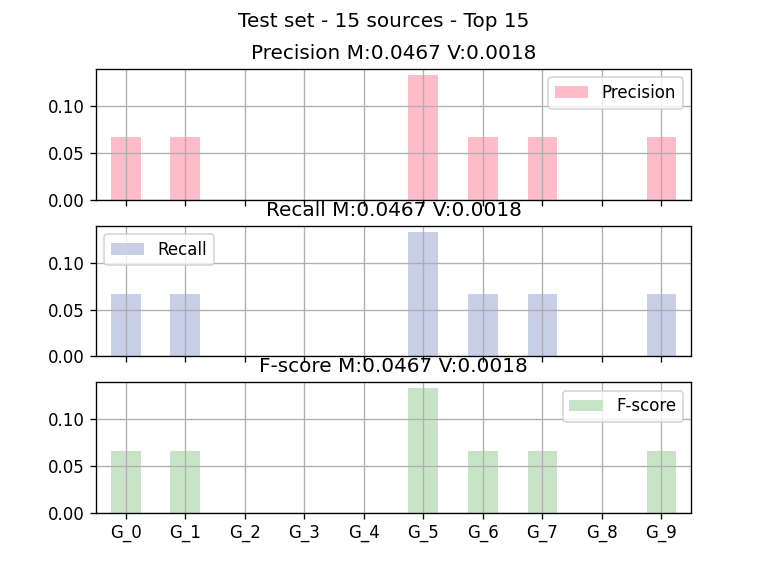 Test set - 15 sources - Top 15
Precision M:0.0467 V:0.0018
Precision
0.10
0.05
0.00
Recall M:0.0467 V:0.0018
Recall
0.10
0.05
0.00
F-score M:0.0467 V:0.0018
F-score
0.10
0.05
0.00
G_0 G_1 G_2 G_3 G_4 G_5 G_6 G_7 G_8 G_9